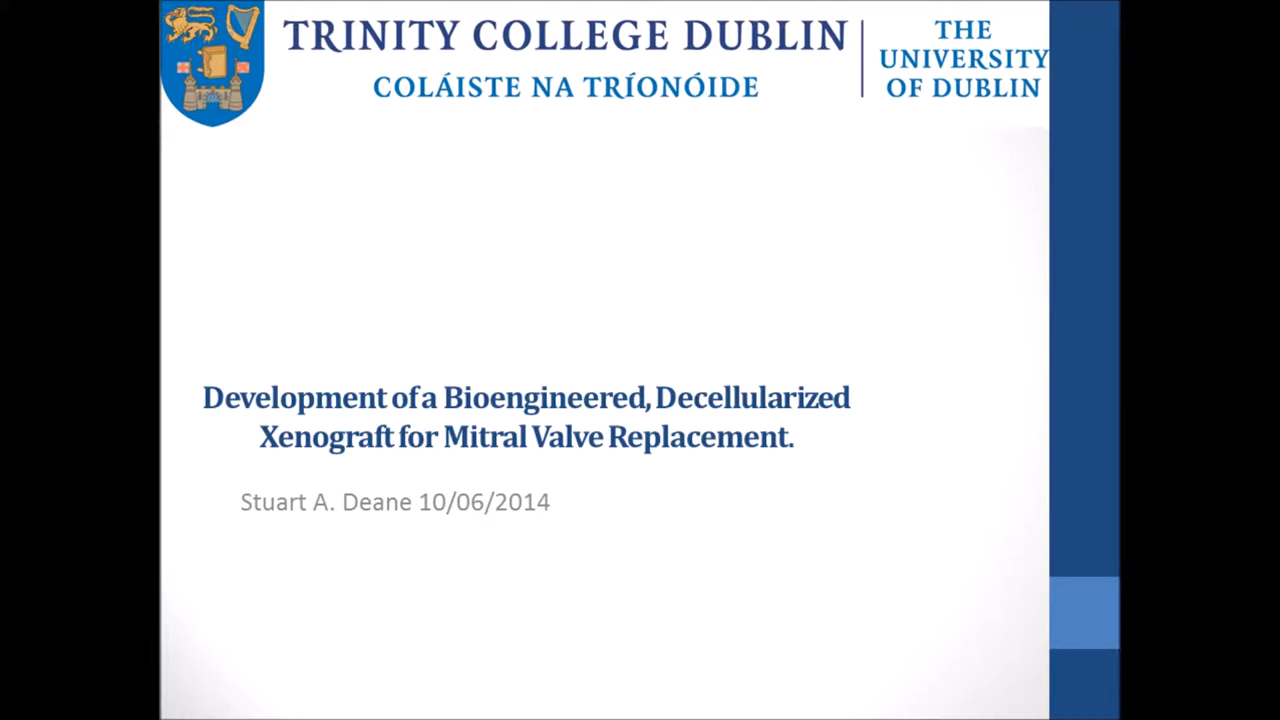 TRINITY COLLEGE DUBLIN
COLÁISTE NA TRÍONÓIDE
THE
UNIVERSITY
OF DUBLIN
Development of a Bioengineered, Decellularized
Xenograft for Mitral Valve Replacement.
Stuart A. Deane 10/06/2014